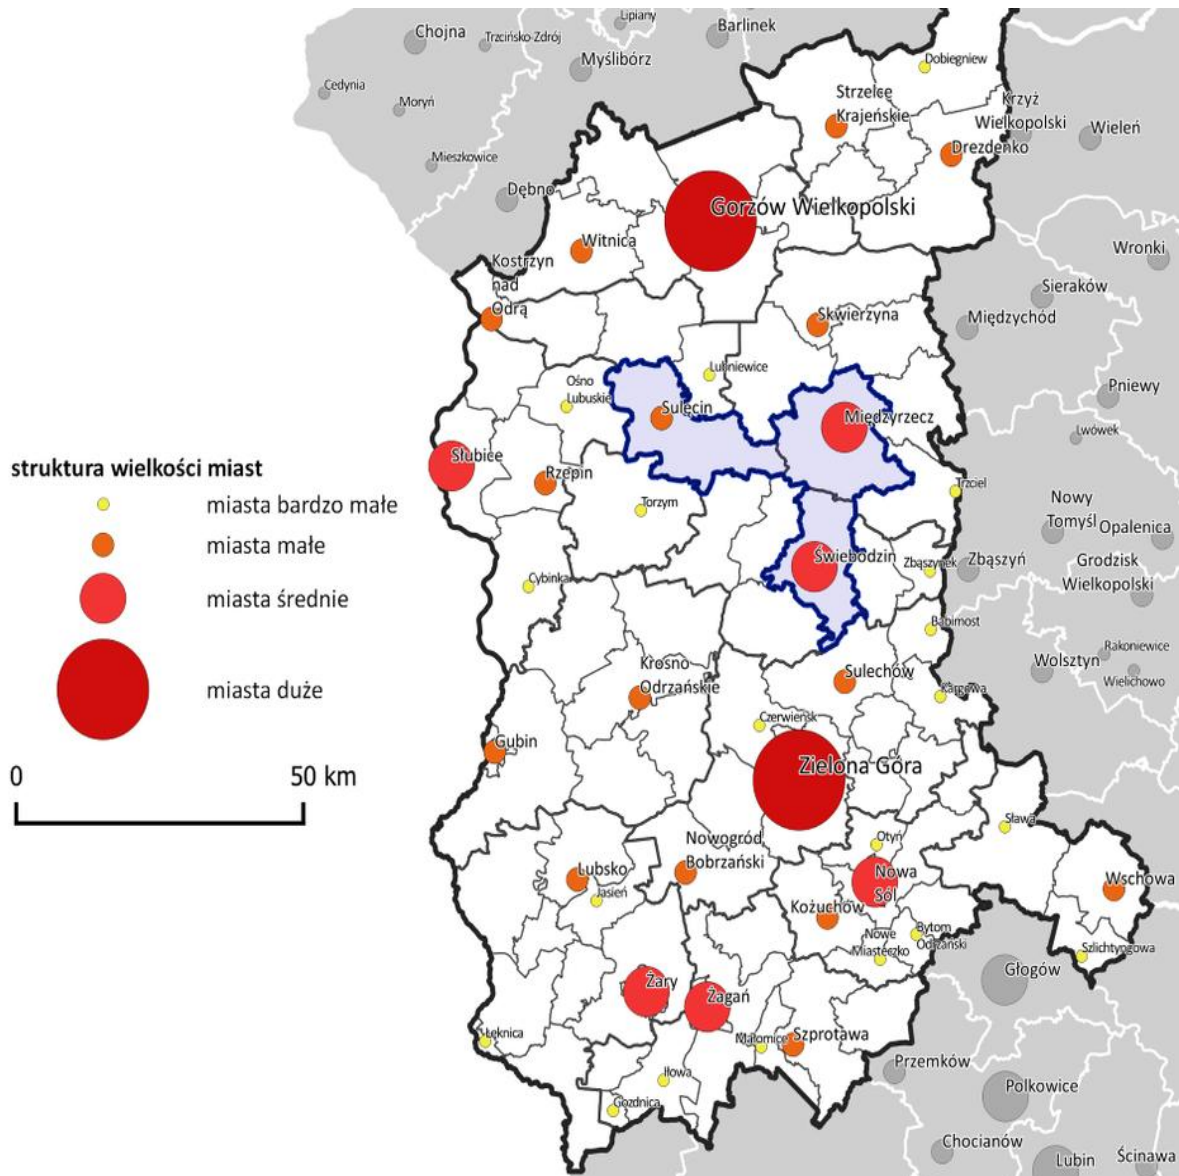 Chojna
Trzcińsko-Zdrój
Lipiany
Barlinek
Myślibórz
Cedynia
Moryń
Dobiegniew
Strzelce
Krajeńskie
Krzyż
Wielkopolski
Wieleń
Drezdenko
Mieszkowice
Dębno
Gorzów Wielkopolski
Witnica
Kostrzyn
nad
Odrą
Wronki
Sieraków
Skwierzyna
Międzychód
Lubniewice
Ośno
Lubuskie
Sulęcin
Międzyrzecz
Pniewy
Lwówek
Słubice
Rzepin
Torzym
Trzciel
Nowy
Tomyśl
Opalenica
struktura wielkości miast
miasta bardzo małe
miasta małe
miasta średnie
miasta duże
0
50 km
Świebodzin
Zbąszynek
Zbąszyń
Grodzisk
Wielkopolski
Cybinka
Babimost
Rakoniewice
Wolsztyn
Wielichowo
Krosno
Odrzańskie
Sulechów
Kargowa
Czerwieńsk
Gubin
Zielona Góra
Sława
Otyń
Nowogród
Bobrzański
Lubsko
Jasień
Nowa
Sól
Wschowa
Kożuchów
Nowe
Miasteczko
Bytom
Odrzański
Szlichtyngowa
Głogów
Żary
Żagań
Łęknica
Małomice
Szprotawa
Przemków
Iłowa
Gozdnica
Polkowice
Chocianów
Lubin
Ścinawa